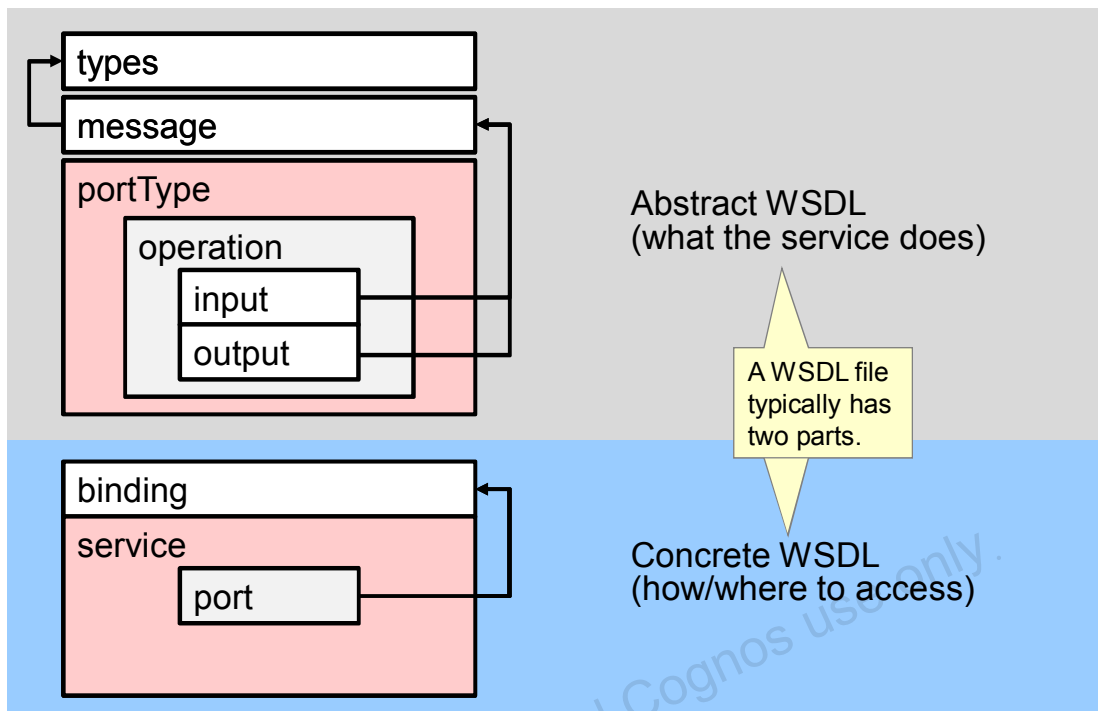 types
message
portType
operation
input
output
Abstract WSDL
(what the service does)
A WSDL file
typically has
two parts.
binding
service
port
Concrete WSDL
(how/where to access)
Cognos use only.